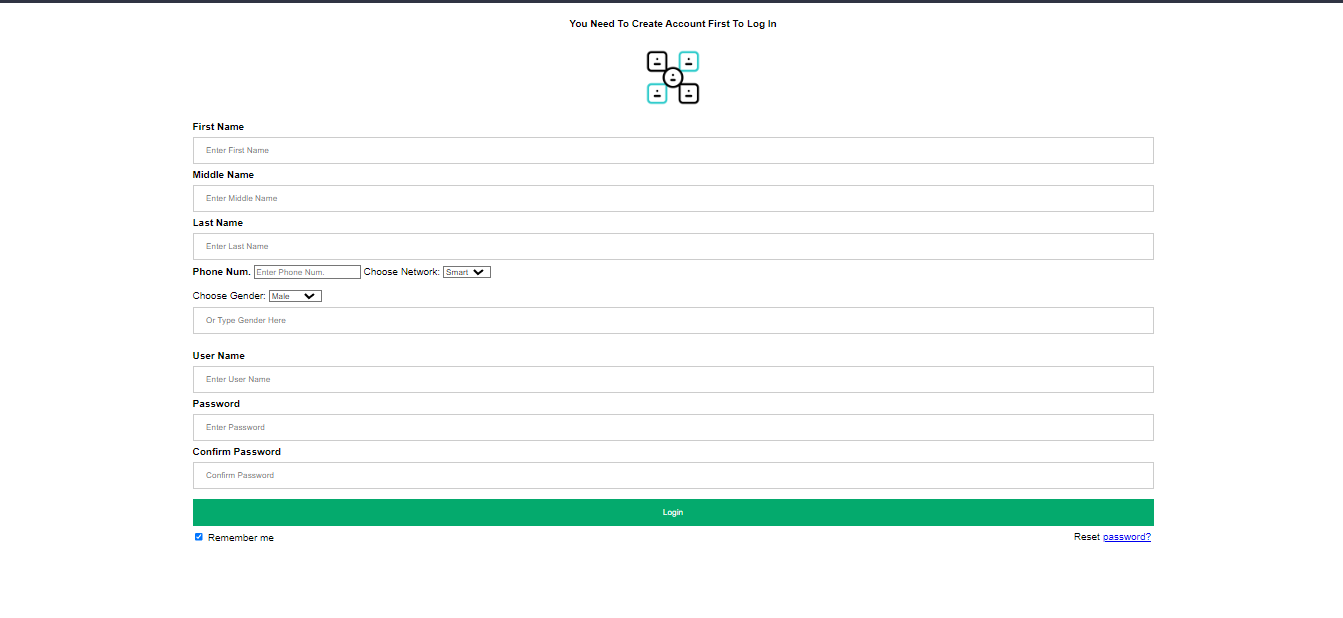 You Need To Create Account First To Log In
First Name
Enter First Name
Middle Name
Enter Middle Name
Last Name
Enter Last Name
Phone Num. Enter Phone Num. Choose Network: Smart
Choose Gender: Male
Or Type Gender Here
User Name
Enter User Name
Password
Enter Password
Confirm Password
Confirm Password
Login
Remember me Reset password?